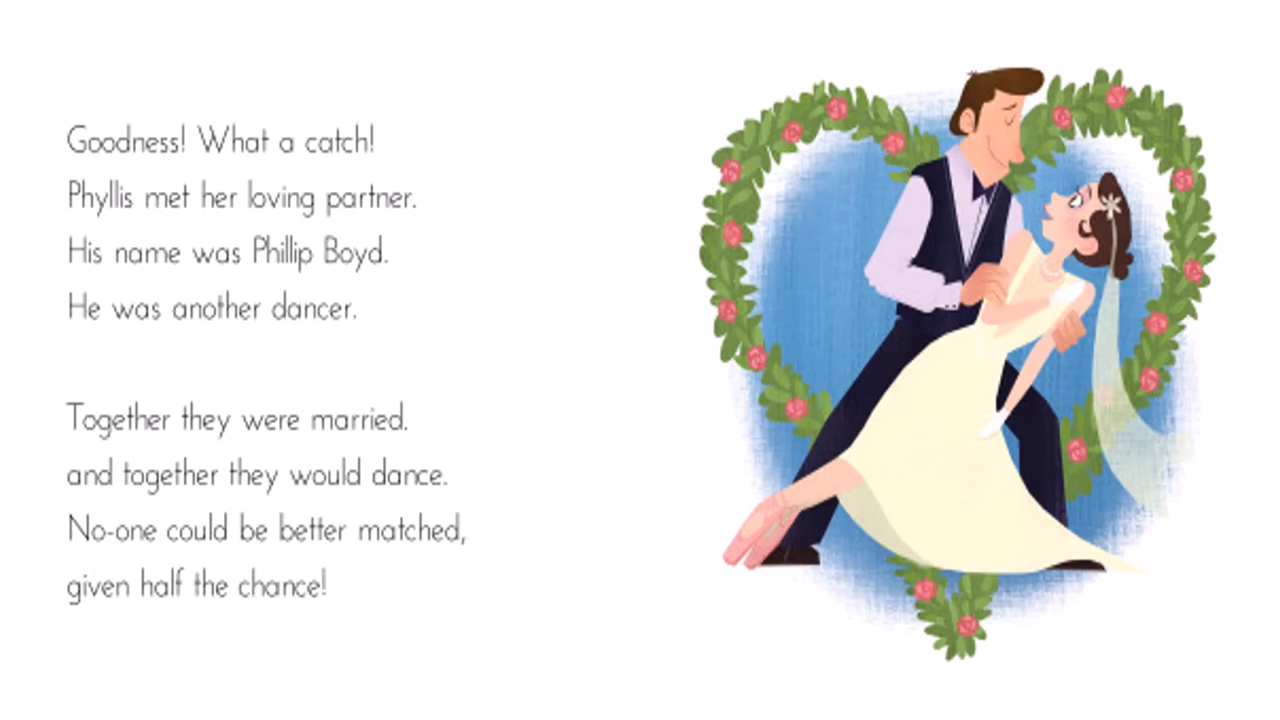 Goodness! What a catch!
Phyllis met her loving partner.
His name was Phillip Boyd.
He was another dancer.
Together they were married.
and together they would dance.
No-one could be better matched,
given half the chance!